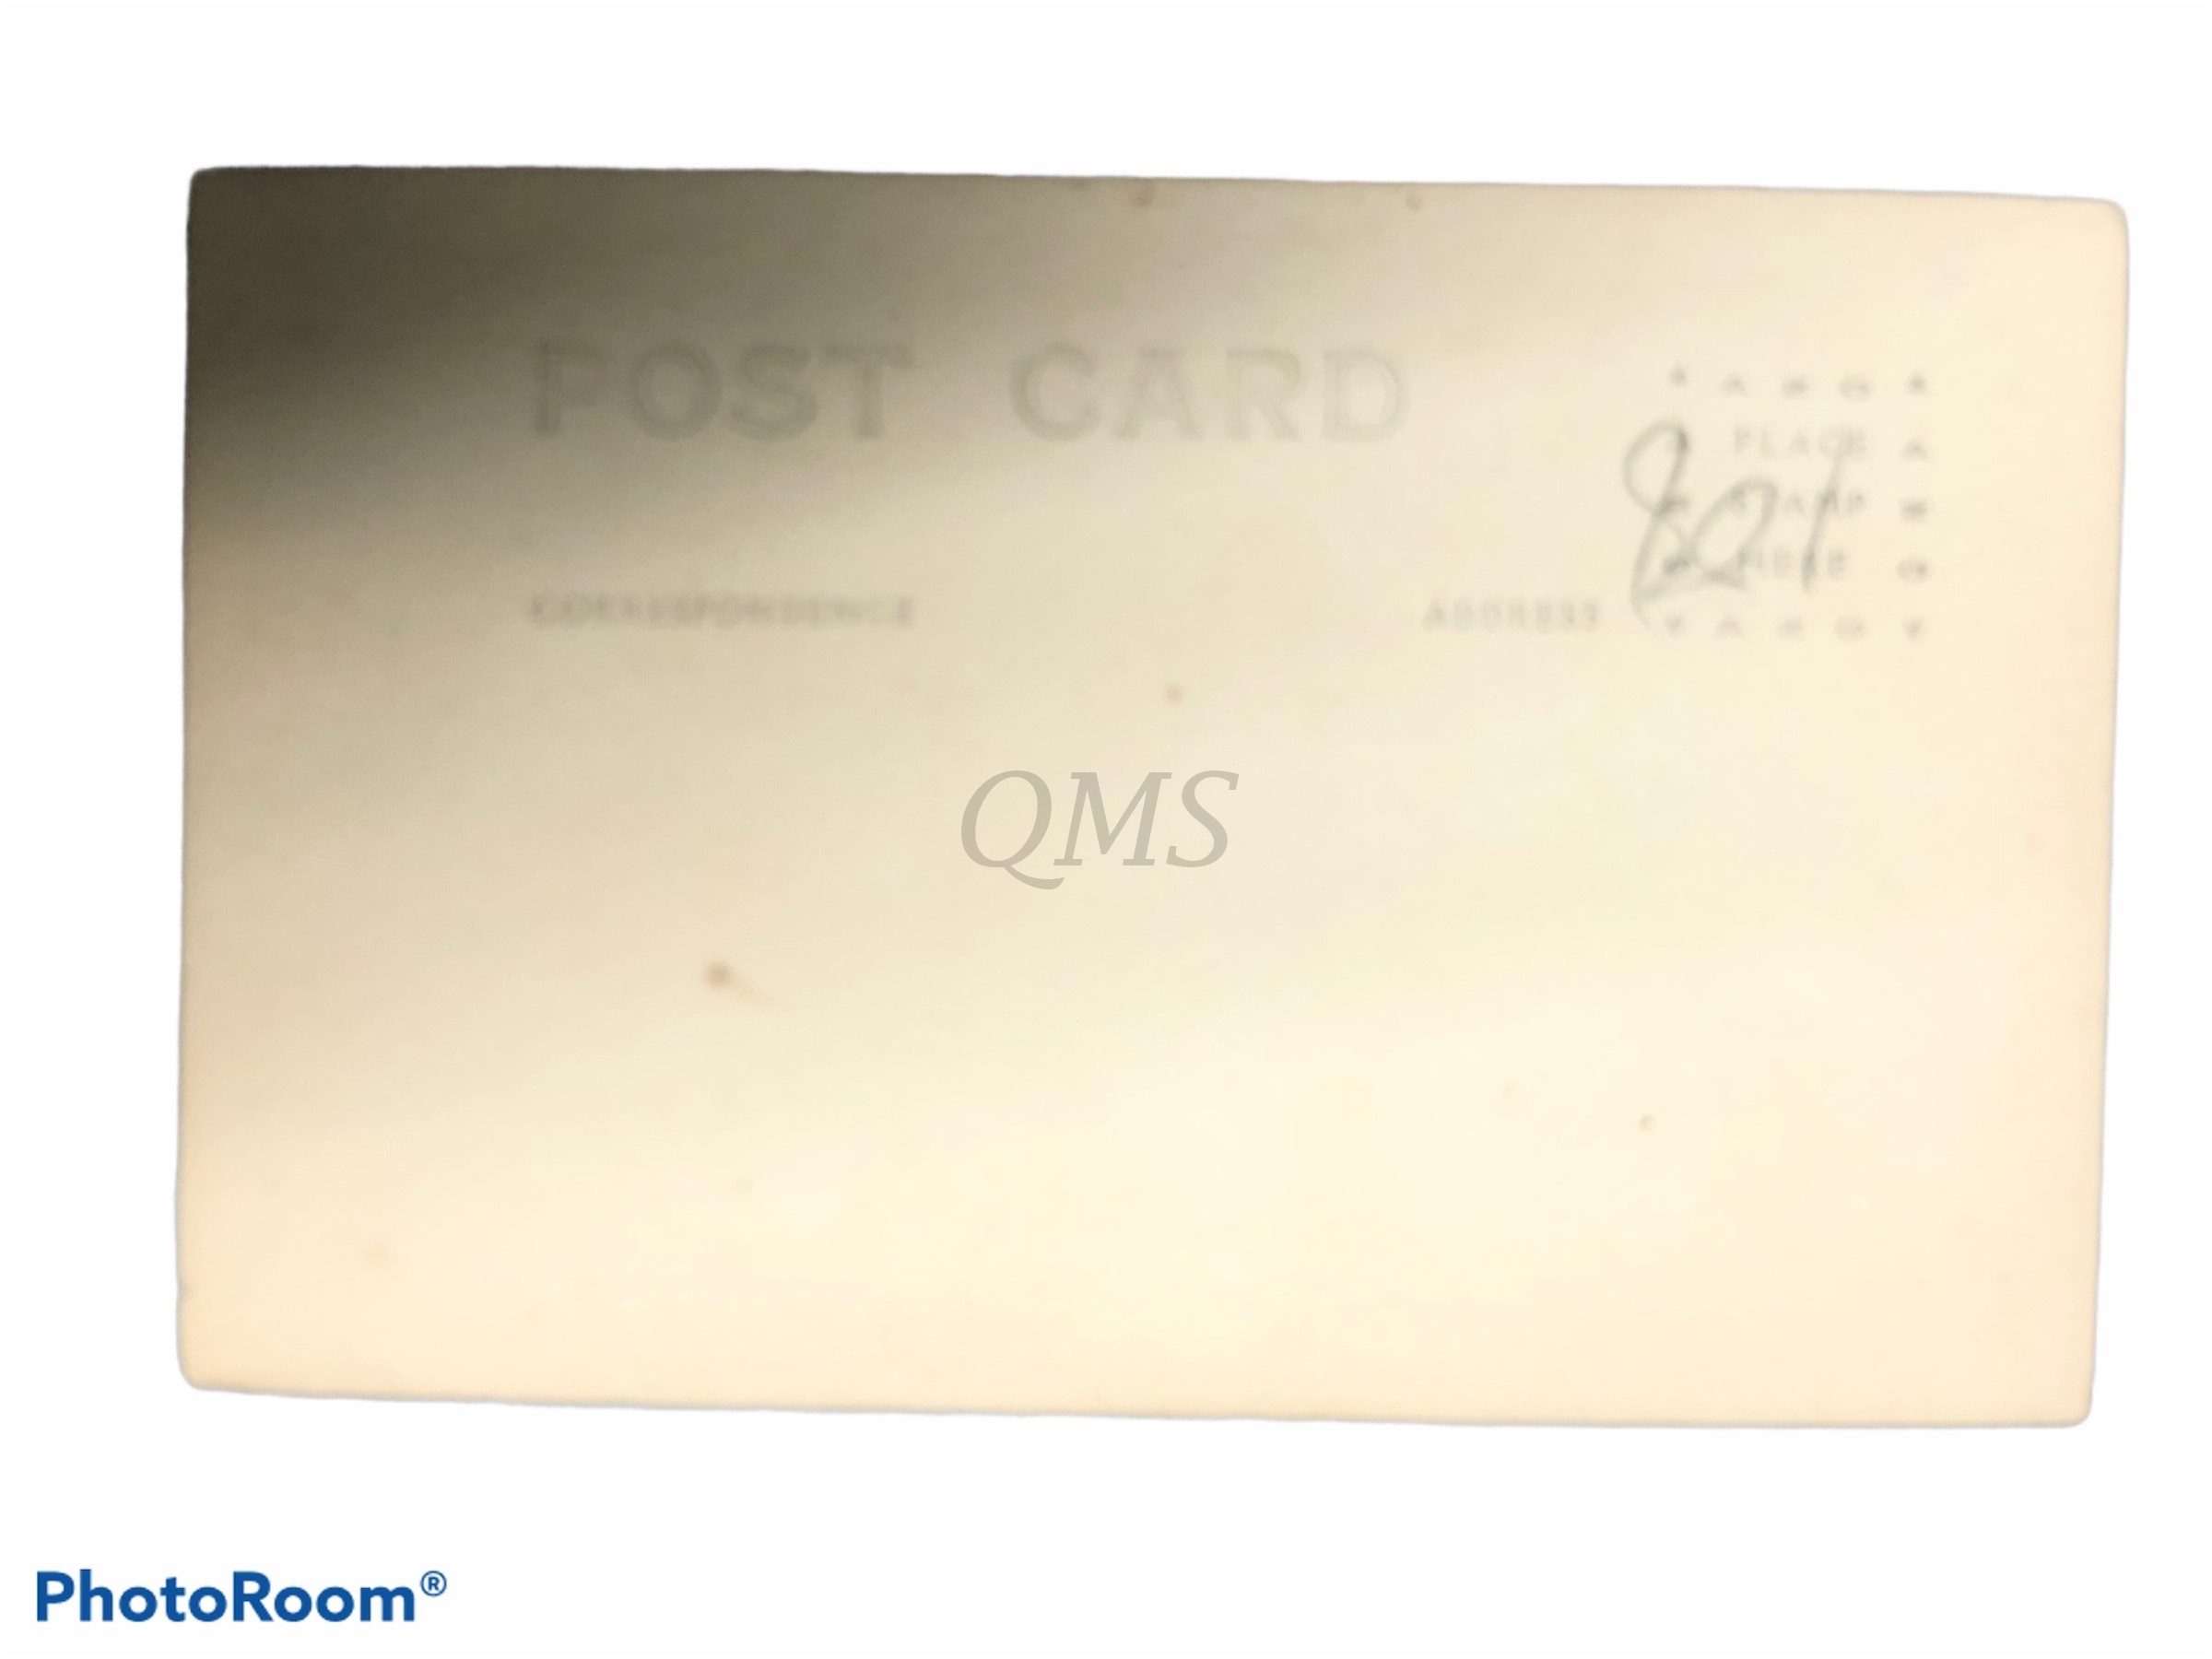 POST CARD
A N G O
PLACE
STAMP
HERE
CORRESPONDENCE
ADDRESS
QMS
PhotoRoom®